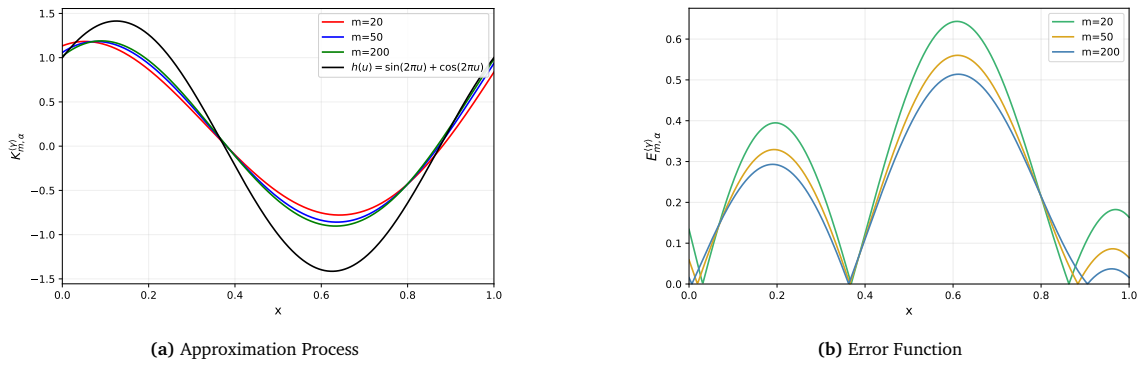 1.5
1.0
0.5
0.0
−0.5
−1.0
−1.5
0.0 0.2 0.4 0.6 0.8 1.0
x
K^{⟨γ⟩}_{m,α}
m=20
m=50
m=200
h(u) = sin(2πu) + cos(2πu)
(a) Approximation Process
0.6
0.5
0.4
0.3
0.2
0.1
0.0
0.0 0.2 0.4 0.6 0.8 1.0
x
E^{⟨γ⟩}_{m,α}
m=20
m=50
m=200
(b) Error Function